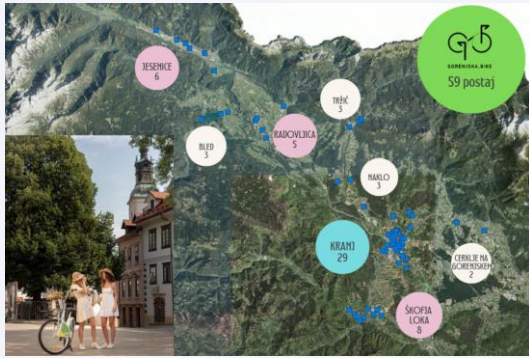 GORENJSKA.BIKE
59 postaj
JESENICE
6
TRŽIČ
3
RADOVLJICA
5
BLED
3
NAKLO
3
KRANJ
29
CERKLJE NA
GORENJSKEM
2
ŠKOFJA
LOKA
8